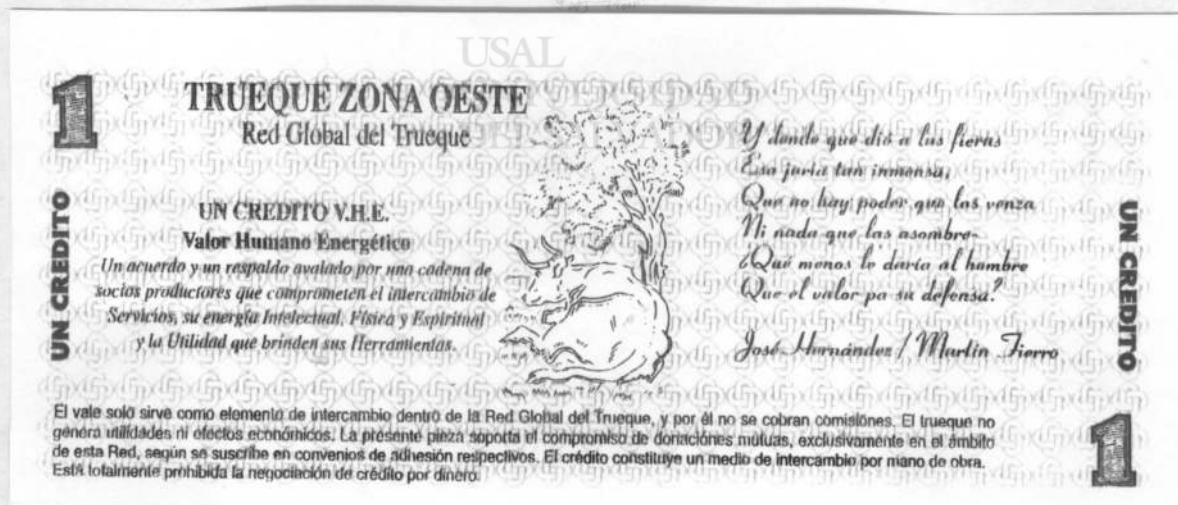 USAL
UNIVERSIDAD
DEL SALVADOR
1
TRUEQUE ZONA OESTE
Red Global del Trueque
UN CREDITO
UN CREDITO V.H.E.
Valor Humano Energético
Un acuerdo y un respaldo avalado por una cadena de
socios productores que comprometen el intercambio de
Servicios, su energía Intelectual, Física y Espiritual
y la Utilidad que brinden sus Herramientas.
Y dende que dió a las fieras
Esa juria tan inmensa,
Que no hay poder que las venza
Ni nada que las asombre-
¿Qué menos le daría al hombre
Que el valor pa su defensa?
José Hernández / Martín Fierro
UN CREDITO
El vale solo sirve como elemento de intercambio dentro de la Red Global del Trueque, y por él no se cobran comisiónes. El trueque no
genera utilidades ni efectos económicos. La presente pieza soporta el compromiso de donaciónes mutuas, exclusivamente en el ámbito
de esta Red, según se suscribe en convenios de adhesión respectivos. El crédito constituye un medio de intercambio por mano de obra.
Está totalmente prohibida la negociación de crédito por dinero.
1